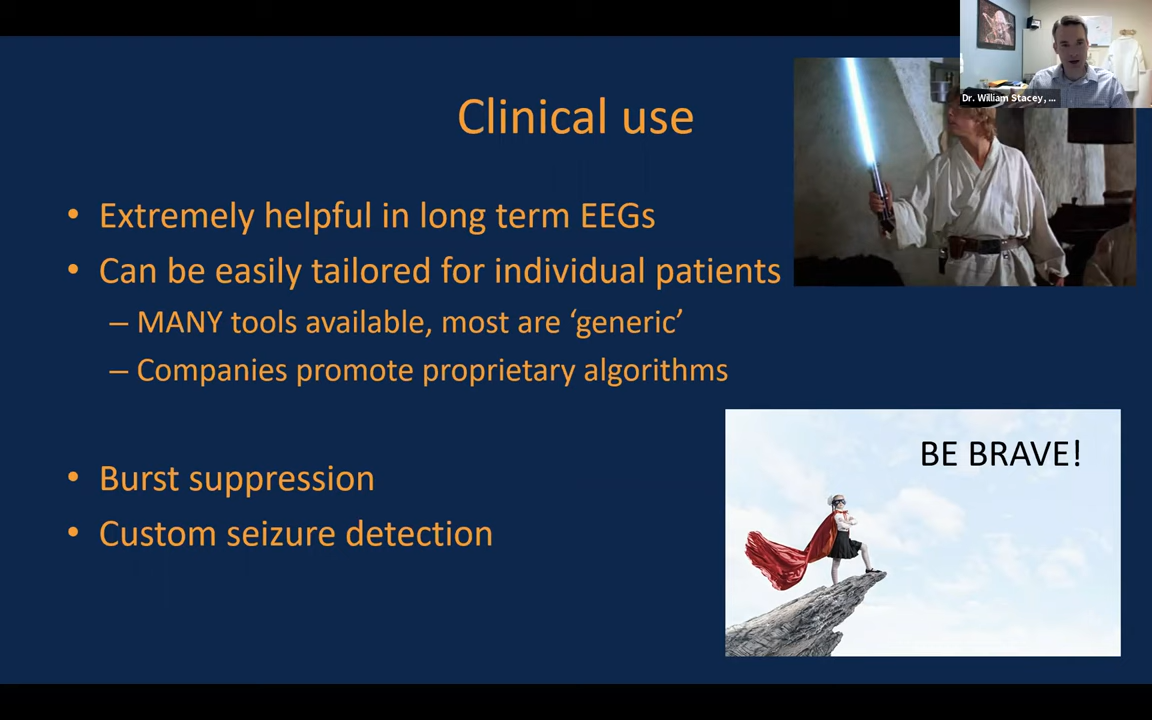 Dr. William Stacey, ...
Clinical use
• Extremely helpful in long term EEGs
• Can be easily tailored for individual patients
– MANY tools available, most are ‘generic’
– Companies promote proprietary algorithms
BE BRAVE!
• Burst suppression
• Custom seizure detection